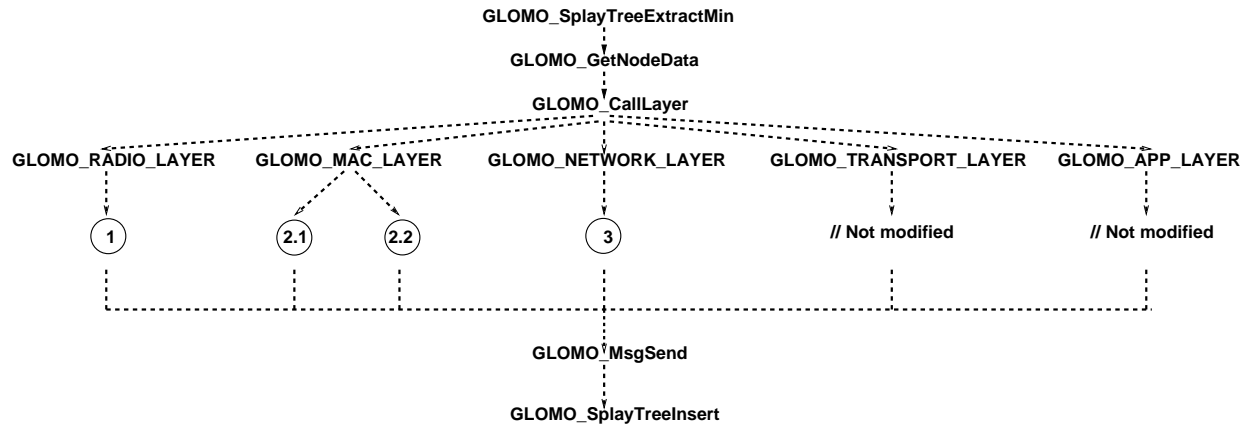 GLOMO_SplayTreeExtractMin
GLOMO_GetNodeData
GLOMO_CallLayer
GLOMO_RADIO_LAYER
GLOMO_MAC_LAYER
GLOMO_NETWORK_LAYER
GLOMO_TRANSPORT_LAYER
GLOMO_APP_LAYER
1
2.1
2.2
3
// Not modified
// Not modified
GLOMO_MsgSend
GLOMO_SplayTreeInsert